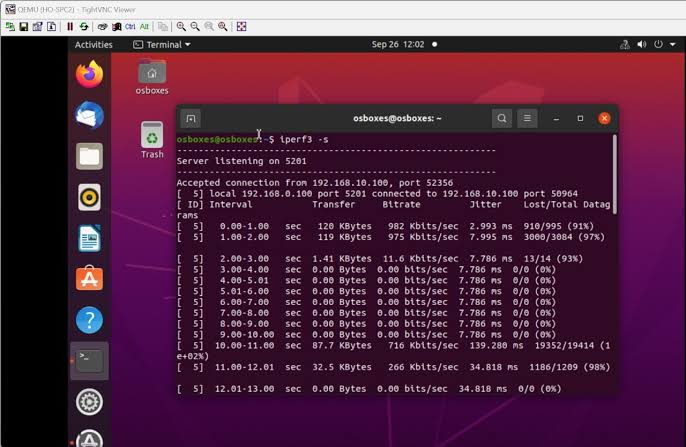 QEMU (HO-SPC2) - TightVNC Viewer
Ctrl Alt
Activities
Terminal
Sep 26 12:02
osboxes
Trash
osboxes@osboxes: ~
osboxes@osboxes:~$ iperf3 -s
-----------------------------------------------------------
Server listening on 5201
-----------------------------------------------------------
Accepted connection from 192.168.10.100, port 52356
[  5] local 192.168.0.100 port 5201 connected to 192.168.10.100 port 50964
[ ID] Interval           Transfer     Bitrate         Jitter    Lost/Total Datag
rams
[  5]   0.00-1.00   sec   120 KBytes   982 Kbits/sec  2.993 ms  910/995 (91%)
[  5]   1.00-2.00   sec   119 KBytes   975 Kbits/sec  7.995 ms  3000/3084 (97%)
[  5]   2.00-3.00   sec  1.41 KBytes  11.6 Kbits/sec  7.786 ms  13/14 (93%)
[  5]   3.00-4.00   sec  0.00 Bytes  0.00 bits/sec  7.786 ms  0/0 (0%)
[  5]   4.00-5.01   sec  0.00 Bytes  0.00 bits/sec  7.786 ms  0/0 (0%)
[  5]   5.01-6.00   sec  0.00 Bytes  0.00 bits/sec  7.786 ms  0/0 (0%)
[  5]   6.00-7.00   sec  0.00 Bytes  0.00 bits/sec  7.786 ms  0/0 (0%)
[  5]   7.00-8.00   sec  0.00 Bytes  0.00 bits/sec  7.786 ms  0/0 (0%)
[  5]   8.00-9.00   sec  0.00 Bytes  0.00 bits/sec  7.786 ms  0/0 (0%)
[  5]   9.00-10.00  sec  0.00 Bytes  0.00 bits/sec  7.786 ms  0/0 (0%)
[  5]  10.00-11.00  sec  87.7 KBytes   716 Kbits/sec  139.280 ms  19352/19414 (1
e+02%)
[  5]  11.00-12.01  sec  32.5 KBytes   266 Kbits/sec  34.818 ms  1186/1209 (98%)
[  5]  12.01-13.00  sec  0.00 Bytes  0.00 bits/sec  34.818 ms  0/0 (0%)